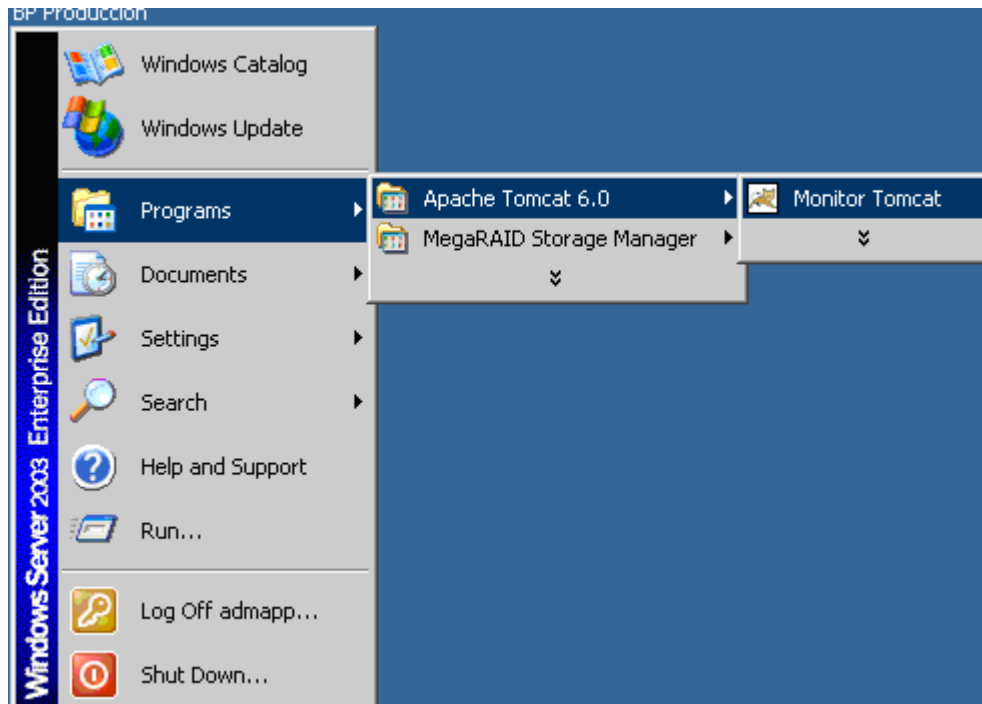 BP Produccion
Windows Catalog
Windows Update
Programs
Apache Tomcat 6.0
Monitor Tomcat
MegaRAID Storage Manager
Documents
Settings
Search
Help and Support
Run...
Log Off admapp...
Shut Down...
Windows Server 2003 Enterprise Edition